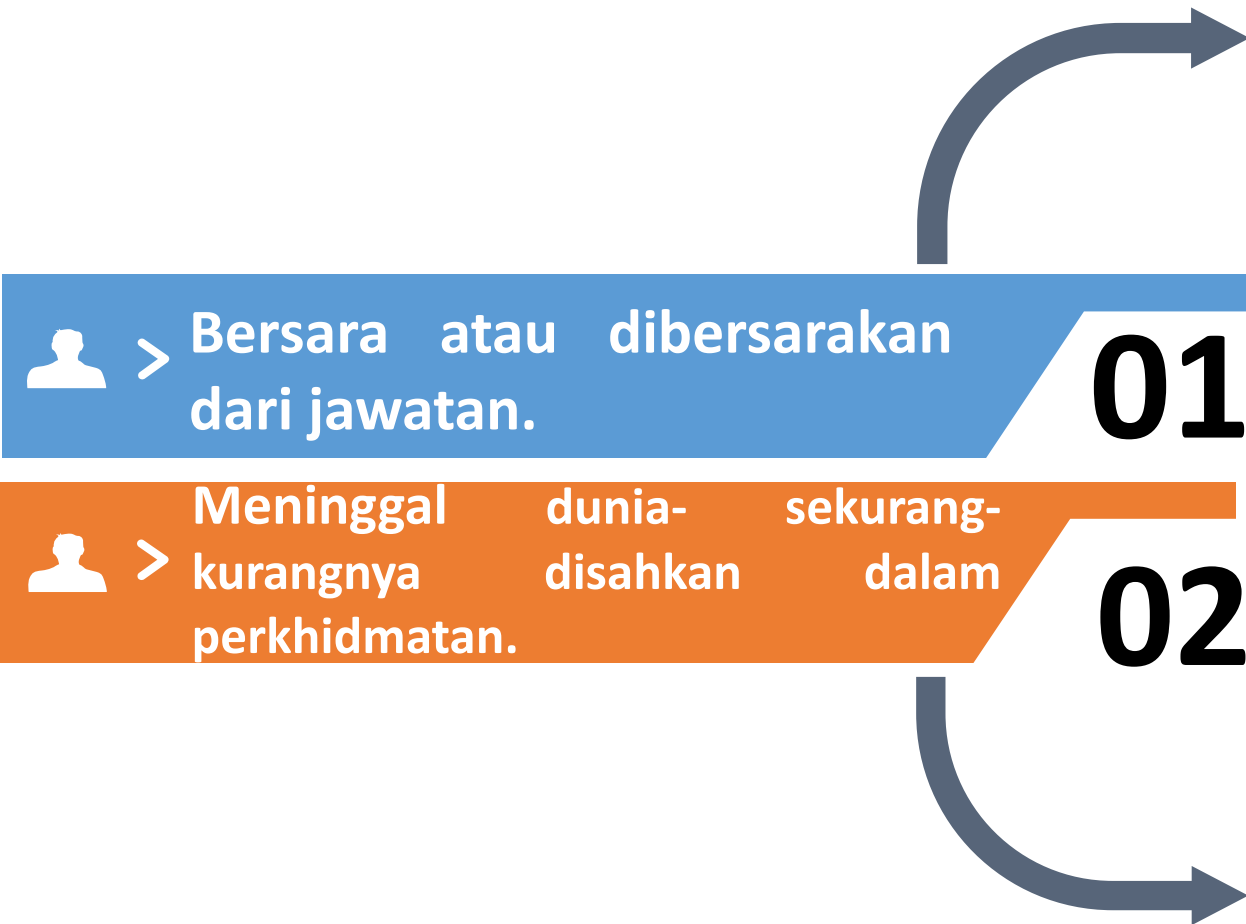 Bersara atau dibersarakan
dari jawatan.
01
Meninggal dunia- sekurang-
kurangnya disahkan dalam
perkhidmatan.
02